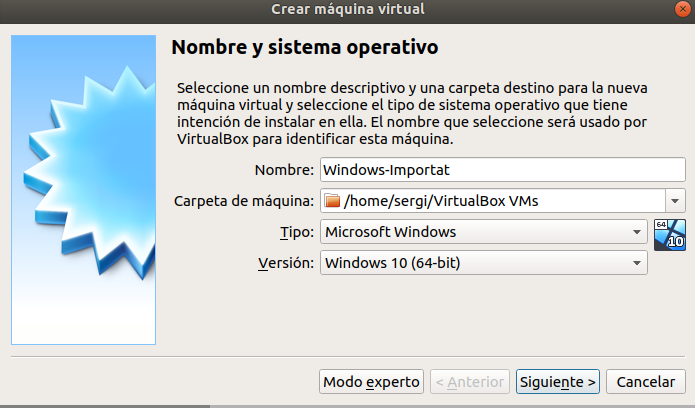 Crear máquina virtual
Nombre y sistema operativo
Seleccione un nombre descriptivo y una carpeta destino para la nueva
máquina virtual y seleccione el tipo de sistema operativo que tiene
intención de instalar en ella. El nombre que seleccione será usado por
VirtualBox para identificar esta máquina.
Nombre: Windows-Importat
Carpeta de máquina: /home/sergi/VirtualBox VMs
Tipo: Microsoft Windows 64 10
Versión: Windows 10 (64-bit)
Modo experto < Anterior Siguiente > Cancelar